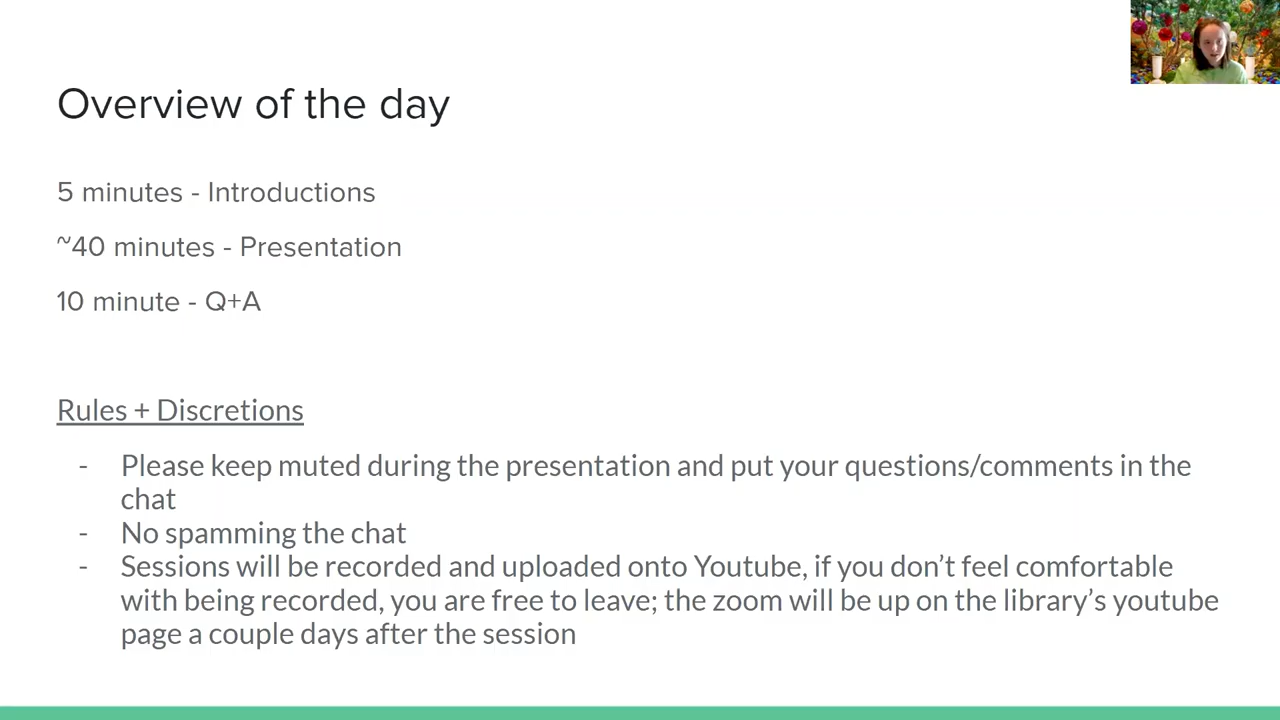 Overview of the day
5 minutes - Introductions
~40 minutes - Presentation
10 minute - Q+A
Rules + Discretions
- Please keep muted during the presentation and put your questions/comments in the
chat
- No spamming the chat
- Sessions will be recorded and uploaded onto Youtube, if you don’t feel comfortable
with being recorded, you are free to leave; the zoom will be up on the library’s youtube
page a couple days after the session